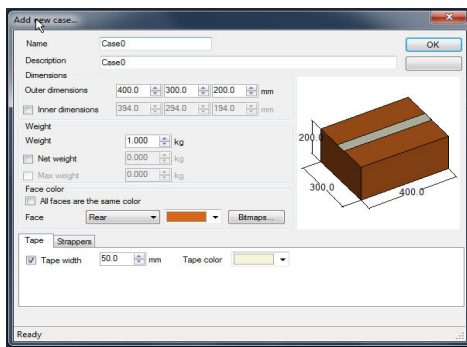 Add new case...
Name Case0 OK
Description Case0
Dimensions
Outer dimensions 400.0 300.0 200.0 mm
Inner dimensions 394.0 294.0 194.0 mm
Weight
Weight 1.000 kg
Net weight 0.000 kg
Max weight 0.000 kg
Face color
All faces are the same color
Face Rear Bitmaps...
200.0
300.0 400.0
Tape Strappers
Tape width 50.0 mm Tape color
Ready